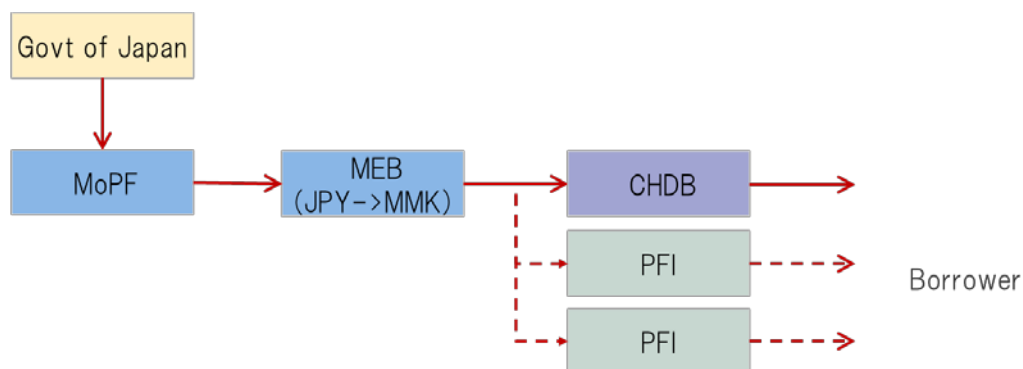 Govt of Japan
MoPF
MEB
(JPY->MMK)
CHDB
PFI
Borrower
PFI